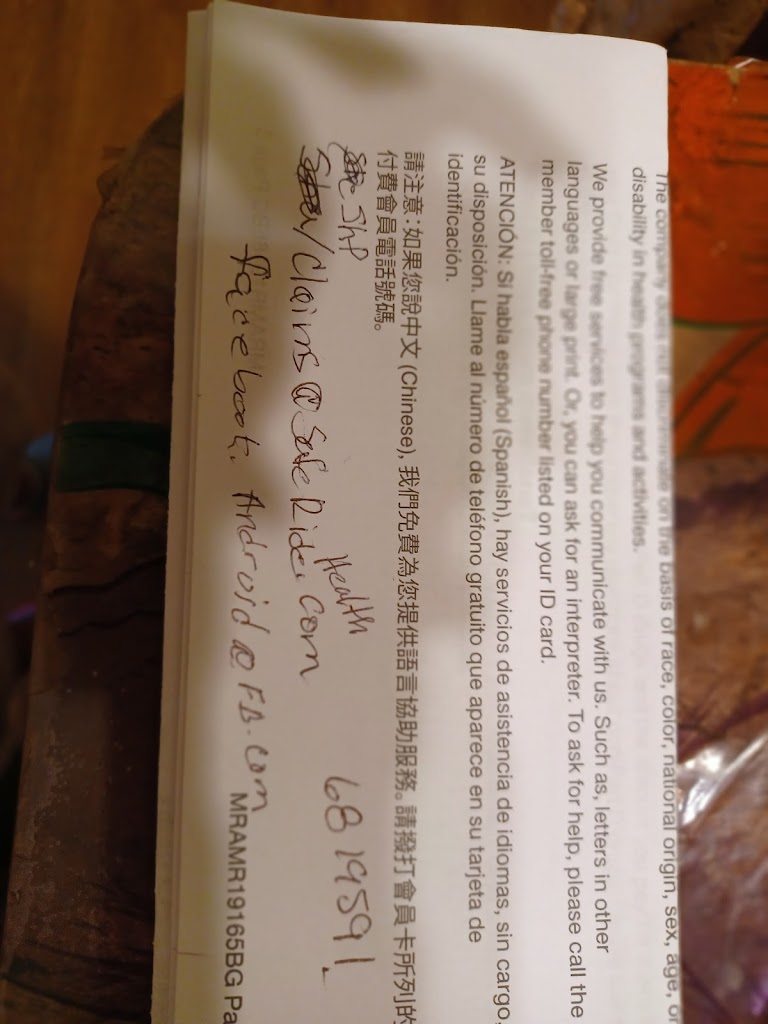 The company does not discriminate on the basis of race, color, national origin, sex, age, or
disability in health programs and activities.
We provide free services to help you communicate with us. Such as, letters in other
languages or large print. Or, you can ask for an interpreter. To ask for help, please call the
member toll-free phone number listed on your ID card.
ATENCIÓN: Si habla español (Spanish), hay servicios de asistencia de idiomas, sin cargo,
su disposición. Llame al número de teléfono gratuito que aparece en su tarjeta de
identificación.
請注意：如果您說中文 (Chinese), 我們免費為您提供語言協助服務。請撥打會員卡所列的
付費會員電話號碼。
Health
6819591
/Claims@SafeRide.com
facebook. Android@FB.com
MRAMR19165BG Pa